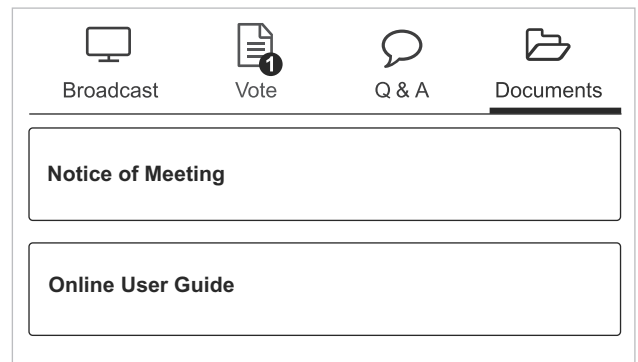 1
Broadcast Vote Q & A Documents
Notice of Meeting
Online User Guide